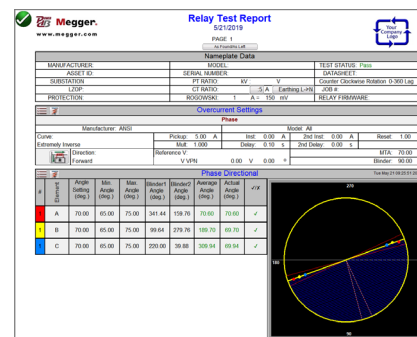 Megger.
www.megger.com
Relay Test Report
5/21/2019
PAGE 1
As Found/As Left
Your Company Logo
Nameplate Data
MANUFACTURER: MODEL: TEST STATUS: Pass
ASSET ID: SERIAL NUMBER: DATASHEET:
SUBSTATION: PT RATIO: kV: V Counter Clockwise Rotation 0-360 Lag
LZOP: CT RATIO: 5 A Earthing L->N JOB #:
PROTECTION: ROGOWSKI: 1 A = 150 mV RELAY FIRMWARE:
Overcurrent Settings
Phase
Manufacturer: ANSI Model: All
Curve: Pickup: 5.00 A Inst: 0.00 A 2nd Inst: 0.00 A Reset: 1.00
Extremely Inverse Mult: 1.000 Delay: 0.10 s 2nd Delay: 0.00 s
Direction: Reference V: MTA: 70.00
Forward V VPN 0.00 V 0.00 ° Blinder: 90.00
Phase Directional
# Element Angle Setting (deg.) Min. Angle (deg.) Max. Angle (deg.) Blinder1 Angle (deg.) Blinder2 Angle (deg.) Average Angle (deg.) Actual Angle (deg.) ✓/X
1 A 70.00 65.00 75.00 341.44 159.76 70.60 70.60 ✓
1 B 70.00 65.00 75.00 99.64 279.76 189.70 69.70 ✓
1 C 70.00 65.00 75.00 220.00 39.88 309.94 69.94 ✓
270
180
90